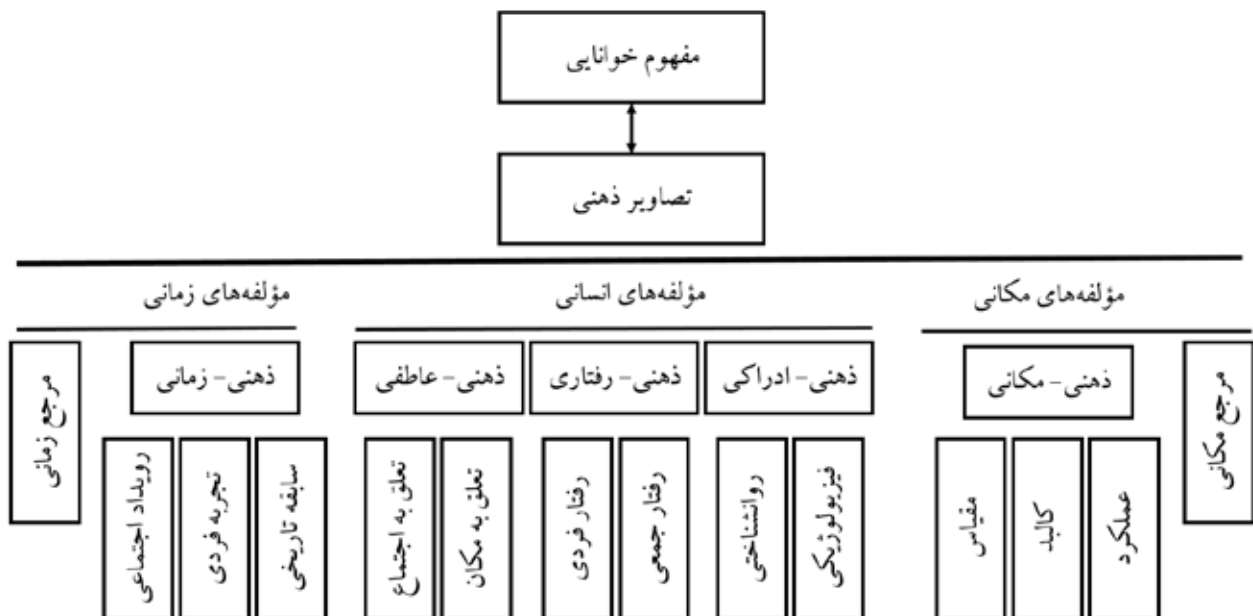 مفهوم خوانایی
تصاویر ذهنی
مؤلفه‌های مکانی
مؤلفه‌های انسانی
مؤلفه‌های زمانی
مرجع مکانی
ذهنی- مکانی
ذهنی- ادراکی
ذهنی- رفتاری
ذهنی- عاطفی
ذهنی- زمانی
مرجع زمانی
عملکرد
کالبد
مقیاس
فیزیولوژیکی
روانشناختی
رفتار جمعی
رفتار فردی
تعلق به مکان
تعلق به اجتماع
سابقه تاریخی
تجربه فردی
رویداد اجتماعی